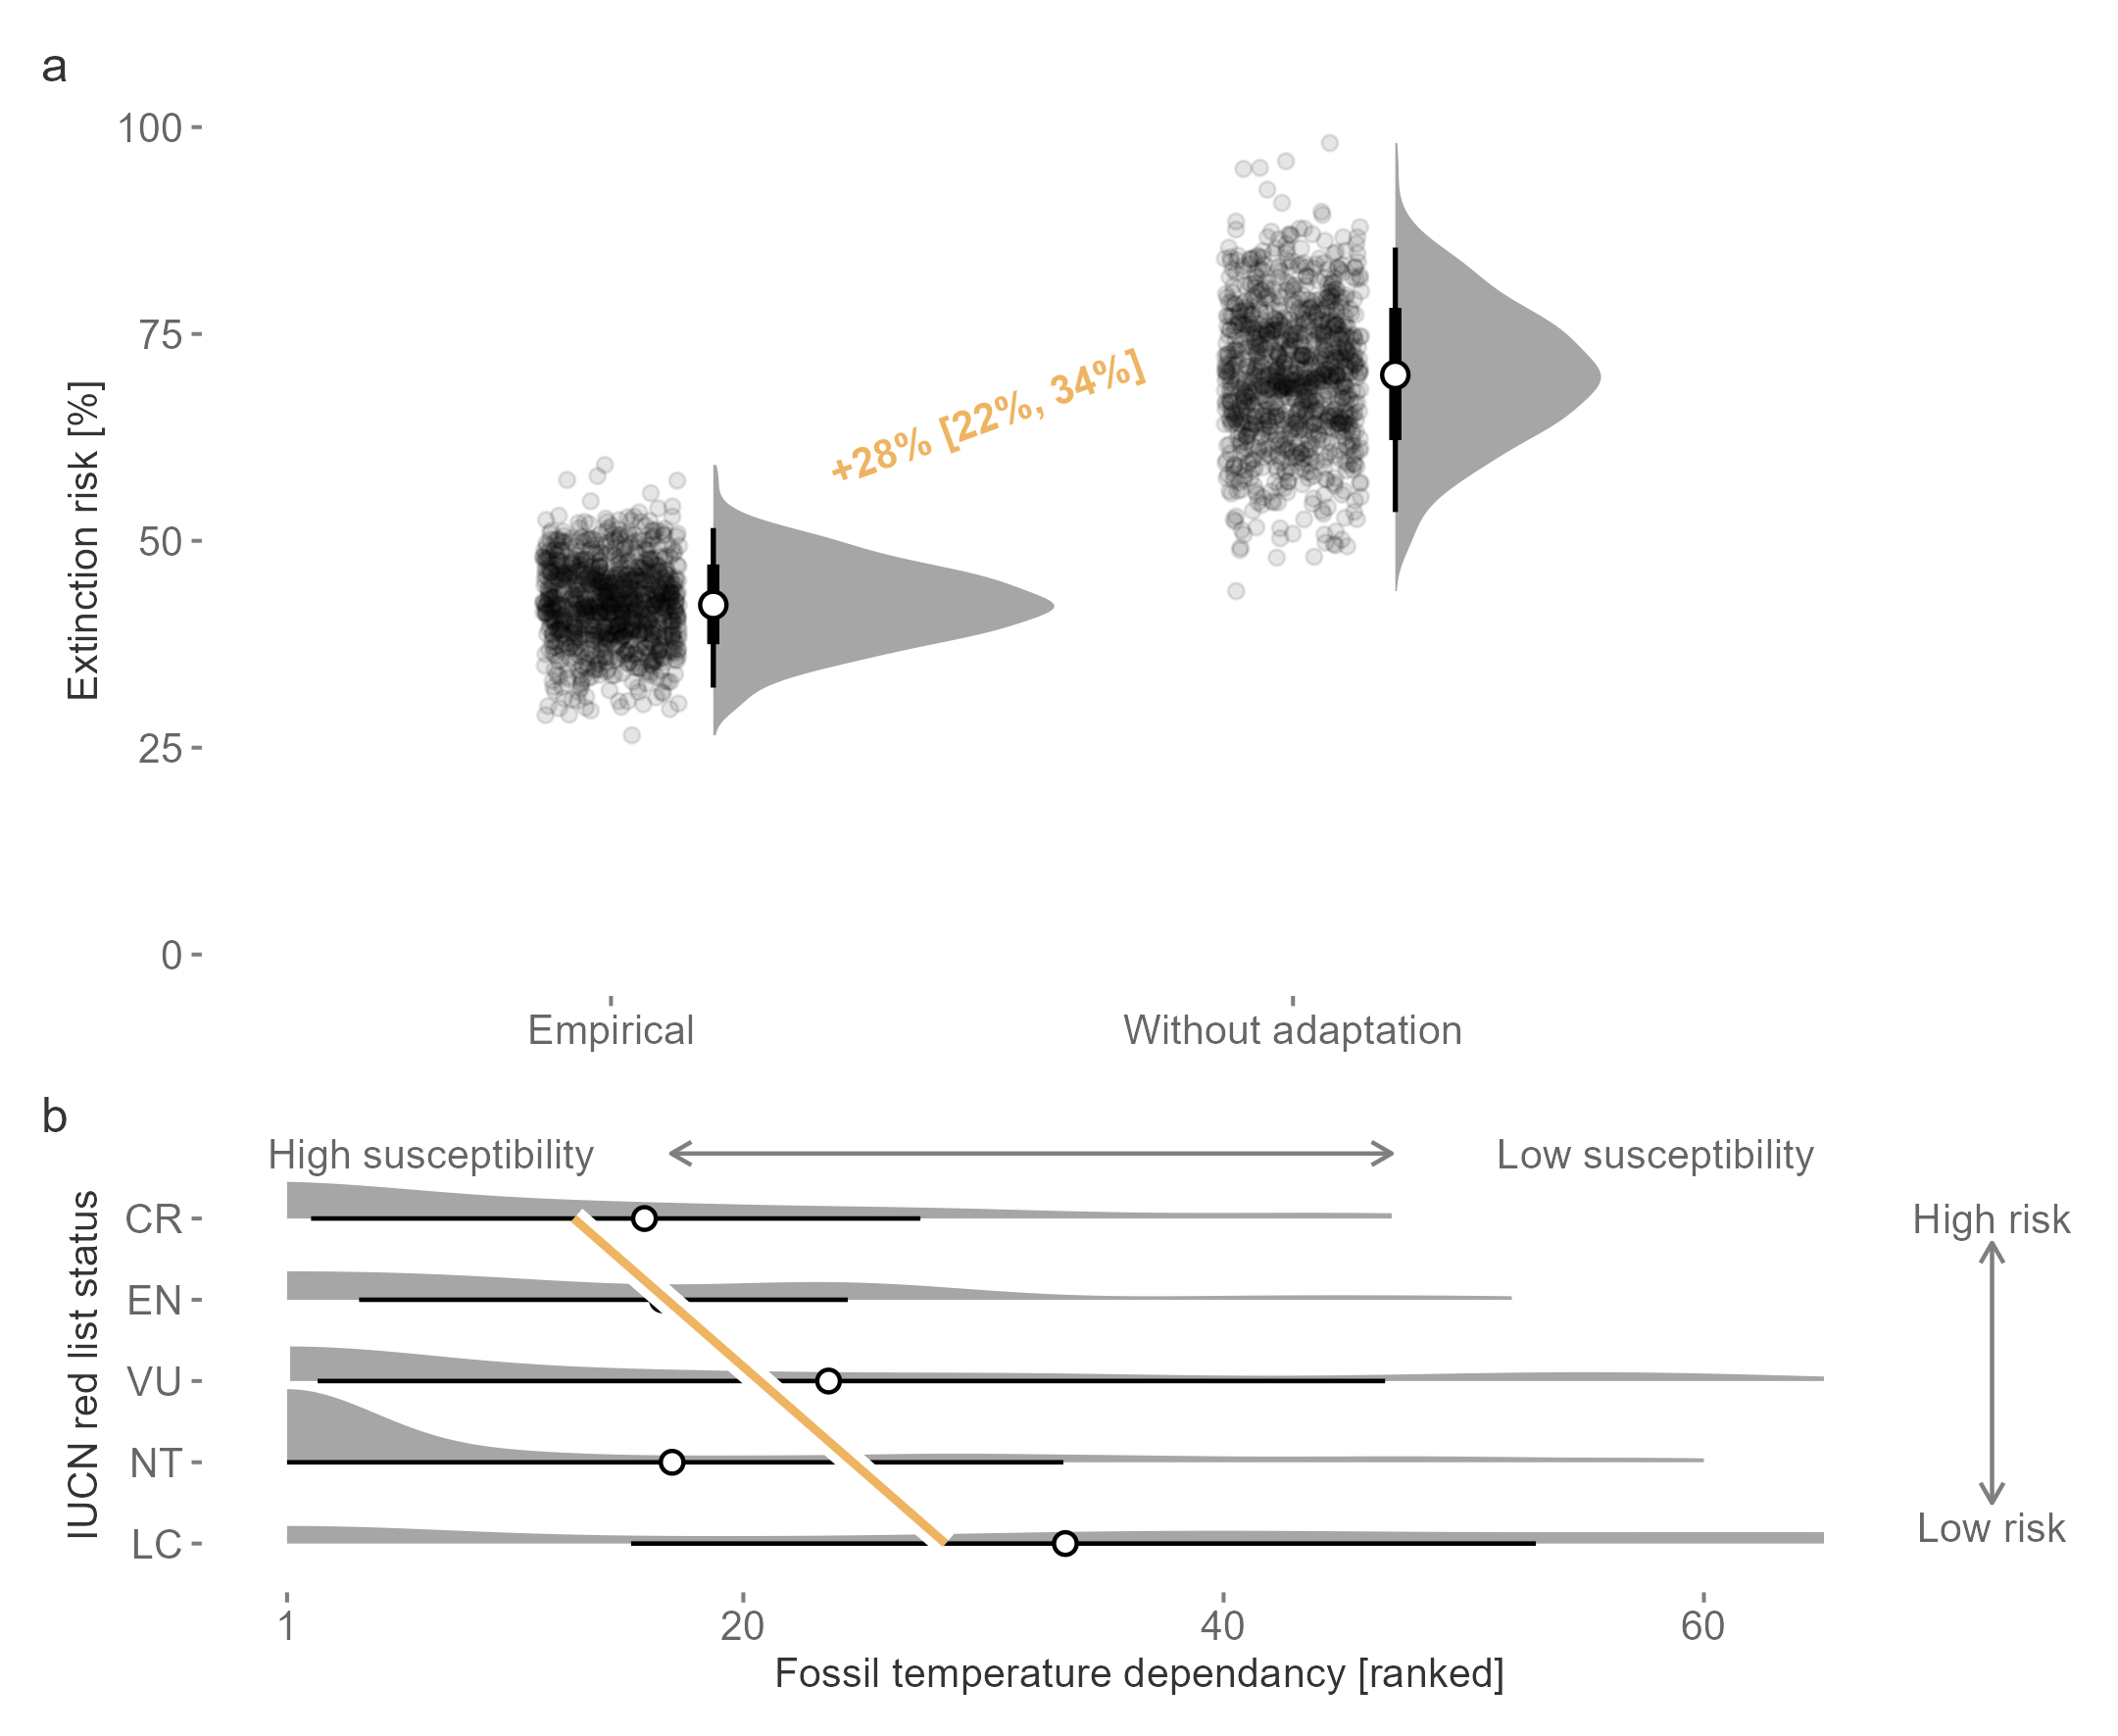 a
Extinction risk [%]
100
75
50
25
0
+28% [22%, 34%]
Empirical
Without adaptation
b
High susceptibility
Low susceptibility
IUCN red list status
CR
EN
VU
NT
LC
High risk
Low risk
1
20
40
60
Fossil temperature dependancy [ranked]